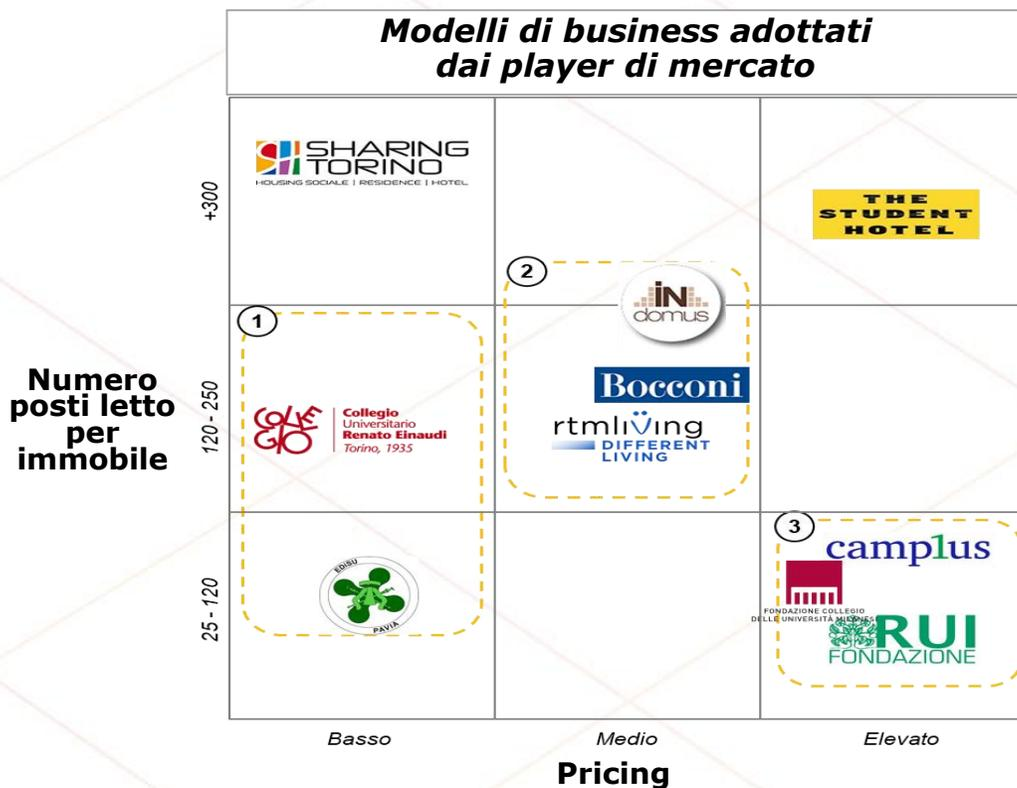 Modelli di business adottati
dai player di mercato
SHARING
TORINO
HOUSING SOCIALE | RESIDENCE | HOTEL
+300
THE
STUDENT
HOTEL
2
iN
domus
1
Numero
posti letto
per
immobile
120 - 250
COLLE
GIO
Collegio
Universitario
Renato Einaudi
Torino, 1935
Bocconi
rtmliving
DIFFERENT
LIVING
3
camplus
25 - 120
EDiSU
PAVIA
FONDAZIONE COLLEGIO
DELLE UNIVERSITÀ MILANESI
RUI
FONDAZIONE
Basso
Medio
Elevato
Pricing